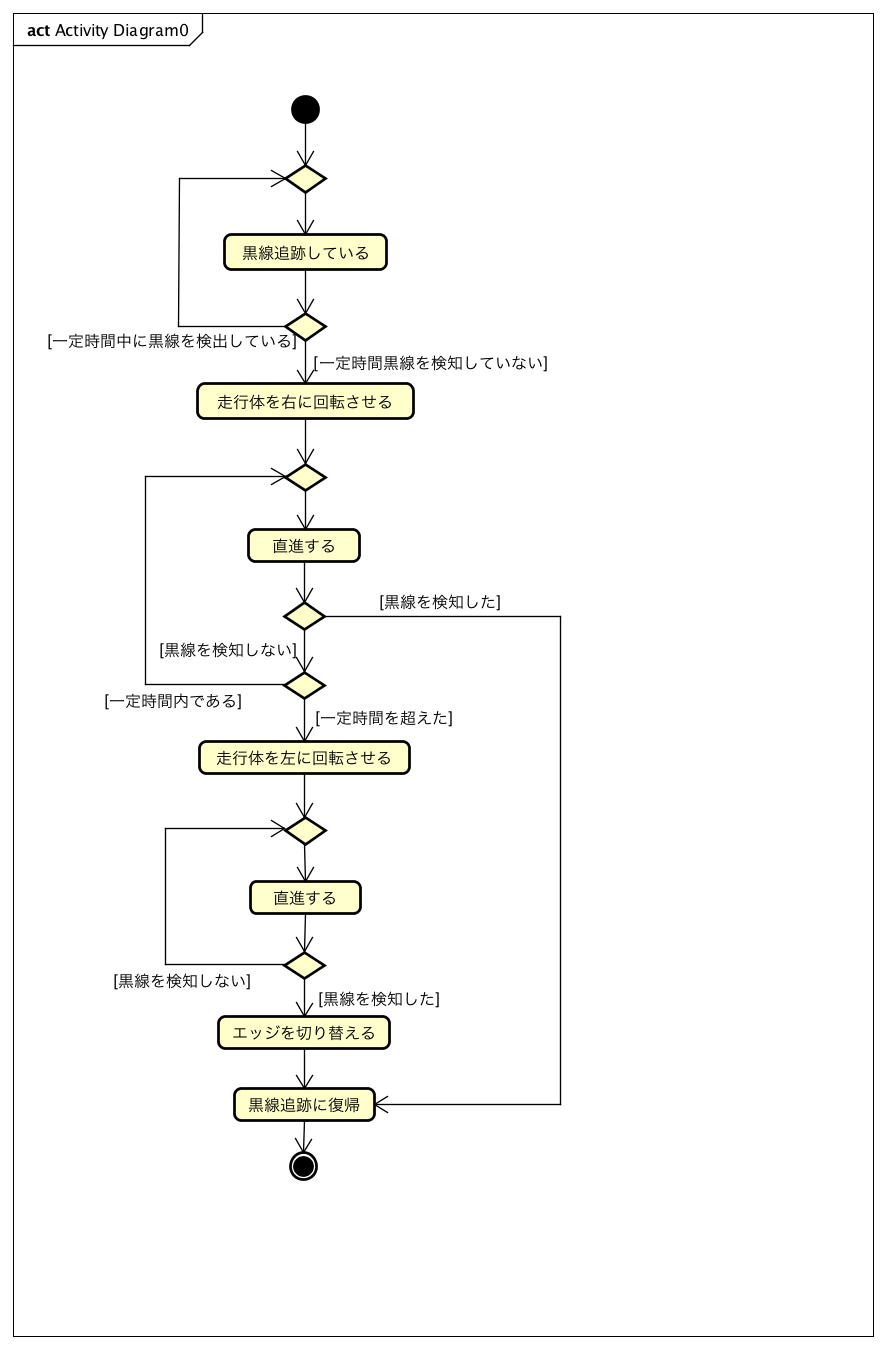 act Activity Diagram0
黒線追跡している
[一定時間中に黒線を検出している]
[一定時間黒線を検知していない]
走行体を右に回転させる
直進する
[黒線を検知した]
[黒線を検知しない]
[一定時間内である]
[一定時間を超えた]
走行体を左に回転させる
直進する
[黒線を検知しない]
[黒線を検知した]
エッジを切り替える
黒線追跡に復帰